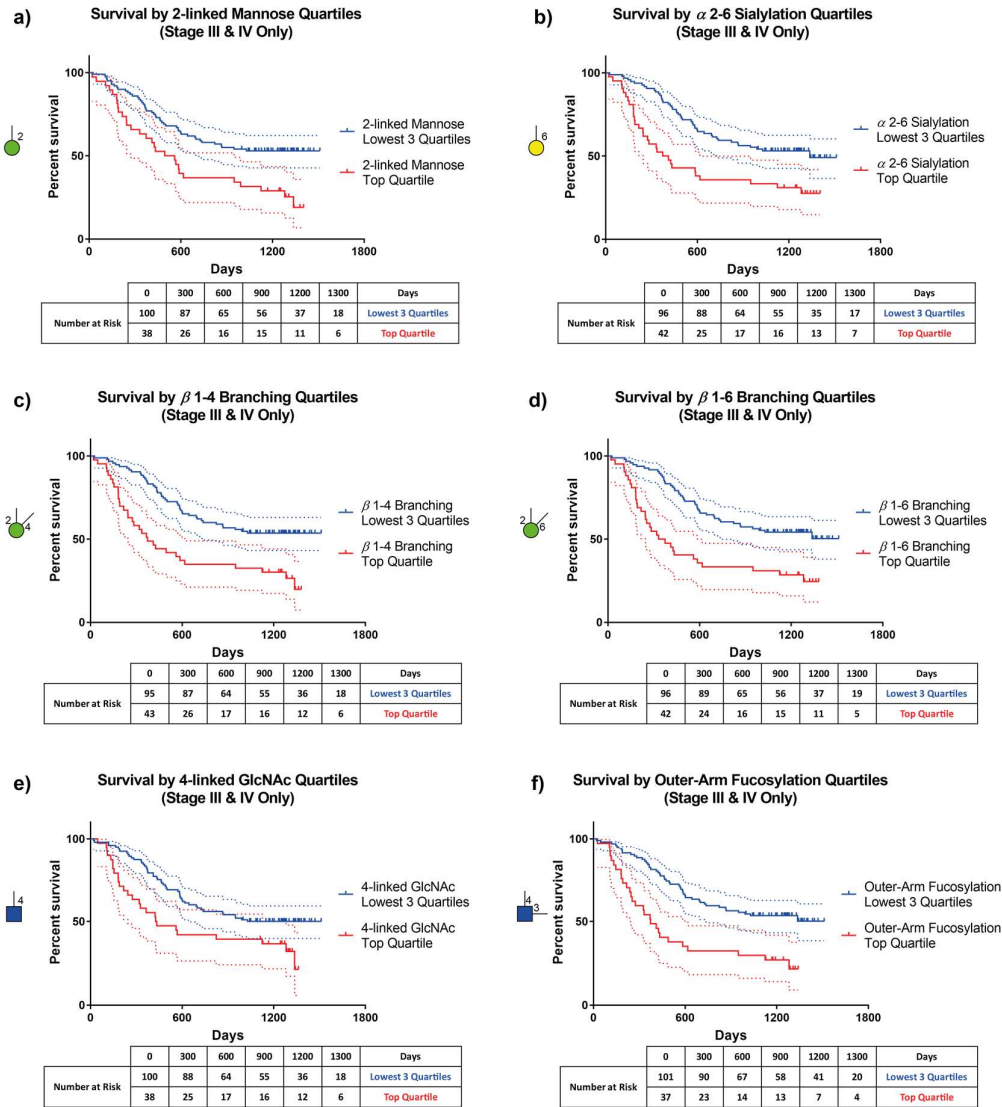 a)
Survival by 2-linked Mannose Quartiles
(Stage III & IV Only)
2
Percent survival
100
50
0
0 600 1200 1800
Days
2-linked Mannose
Lowest 3 Quartiles
2-linked Mannose
Top Quartile
0 300 600 900 1200 1300 Days
Number at Risk
100 87 65 56 37 18 Lowest 3 Quartiles
38 26 16 15 11 6 Top Quartile
b)
Survival by α 2-6 Sialylation Quartiles
(Stage III & IV Only)
6
Percent survival
100
50
0
0 600 1200 1800
Days
α 2-6 Sialylation
Lowest 3 Quartiles
α 2-6 Sialylation
Top Quartile
0 300 600 900 1200 1300 Days
Number at Risk
96 88 64 55 35 17 Lowest 3 Quartiles
42 25 17 16 13 7 Top Quartile
c)
Survival by β 1-4 Branching Quartiles
(Stage III & IV Only)
2
4
Percent survival
100
50
0
0 600 1200 1800
Days
β 1-4 Branching
Lowest 3 Quartiles
β 1-4 Branching
Top Quartile
0 300 600 900 1200 1300 Days
Number at Risk
95 87 64 55 36 18 Lowest 3 Quartiles
43 26 17 16 12 6 Top Quartile
d)
Survival by β 1-6 Branching Quartiles
(Stage III & IV Only)
2
6
Percent survival
100
50
0
0 600 1200 1800
Days
β 1-6 Branching
Lowest 3 Quartiles
β 1-6 Branching
Top Quartile
0 300 600 900 1200 1300 Days
Number at Risk
96 89 65 56 37 19 Lowest 3 Quartiles
42 24 16 15 11 5 Top Quartile
e)
Survival by 4-linked GlcNAc Quartiles
(Stage III & IV Only)
4
Percent survival
100
50
0
0 600 1200 1800
Days
4-linked GlcNAc
Lowest 3 Quartiles
4-linked GlcNAc
Top Quartile
0 300 600 900 1200 1300 Days
Number at Risk
100 88 64 55 36 18 Lowest 3 Quartiles
38 25 17 16 12 6 Top Quartile
f)
Survival by Outer-Arm Fucosylation Quartiles
(Stage III & IV Only)
4
3
Percent survival
100
50
0
0 600 1200 1800
Days
Outer-Arm Fucosylation
Lowest 3 Quartiles
Outer-Arm Fucosylation
Top Quartile
0 300 600 900 1200 1300 Days
Number at Risk
101 90 67 58 41 20 Lowest 3 Quartiles
37 23 14 13 7 4 Top Quartile